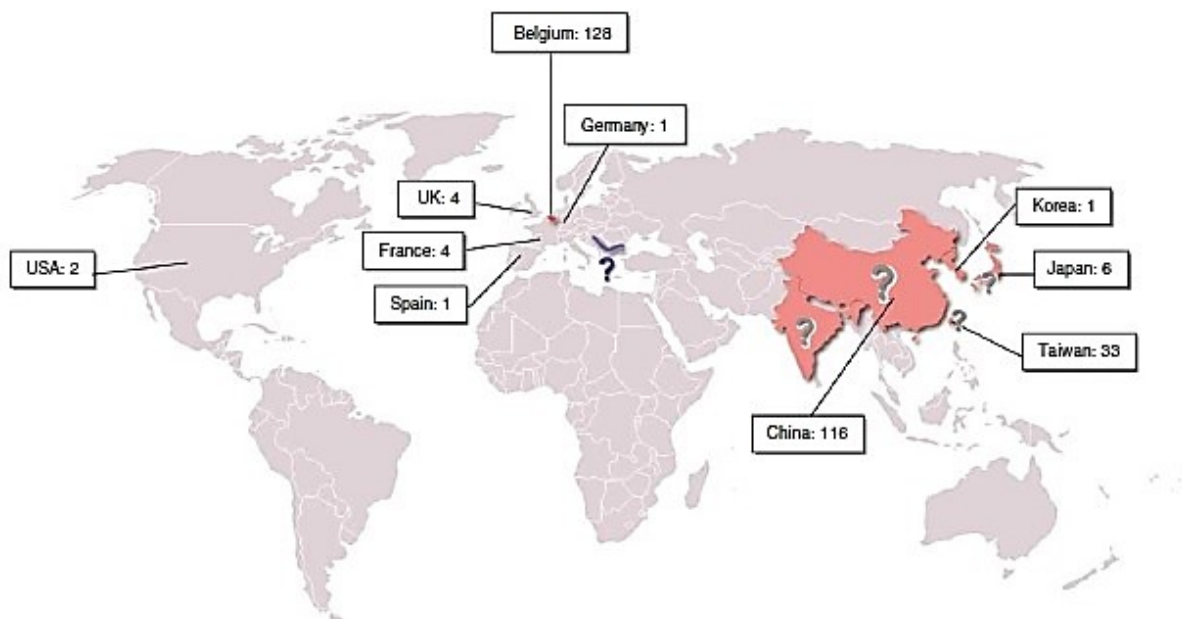 Belgium: 128
Germany: 1
UK: 4
Korea: 1
France: 4
USA: 2
Japan: 6
Spain: 1
?
?
?
?
?
Taiwan: 33
China: 116